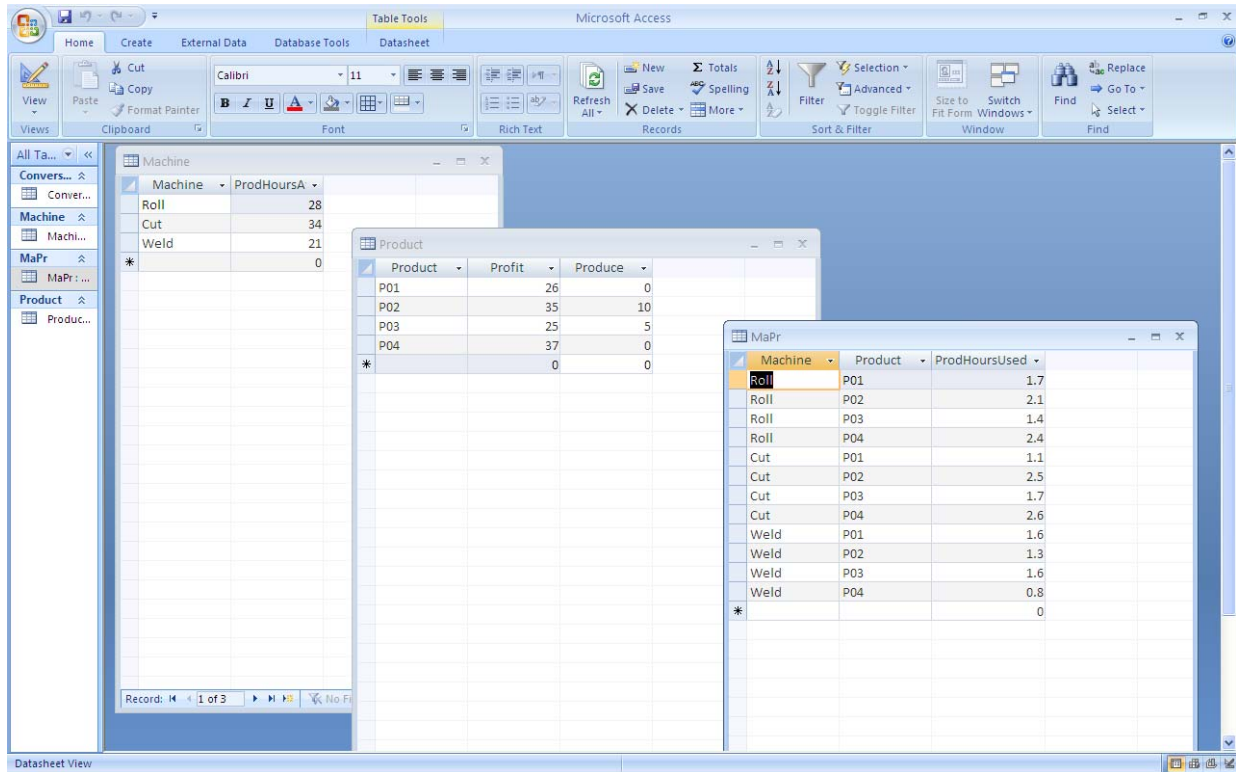 Table Tools
Microsoft Access
Home Create External Data Database Tools Datasheet
View
Views
Paste
Cut
Copy
Format Painter
Clipboard
Calibri 11
B I U A
Font
Rich Text
Refresh All
New
Save
Delete
Totals
Spelling
More
Records
Filter
Selection
Advanced
Toggle Filter
Sort & Filter
Size to Fit Form
Switch Windows
Window
Find
Replace
Go To
Select
Find
All Ta...
Convers...
Conver...
Machine
Machi...
MaPr
MaPr : ...
Product
Produc...
Machine
Machine ProdHoursA
Roll 28
Cut 34
Weld 21
* 0
Record: 1 of 3 No Fi
Product
Product Profit Produce
P01 26 0
P02 35 10
P03 25 5
P04 37 0
* 0 0
MaPr
Machine Product ProdHoursUsed
Roll P01 1.7
Roll P02 2.1
Roll P03 1.4
Roll P04 2.4
Cut P01 1.1
Cut P02 2.5
Cut P03 1.7
Cut P04 2.6
Weld P01 1.6
Weld P02 1.3
Weld P03 1.6
Weld P04 0.8
* 0
Datasheet View